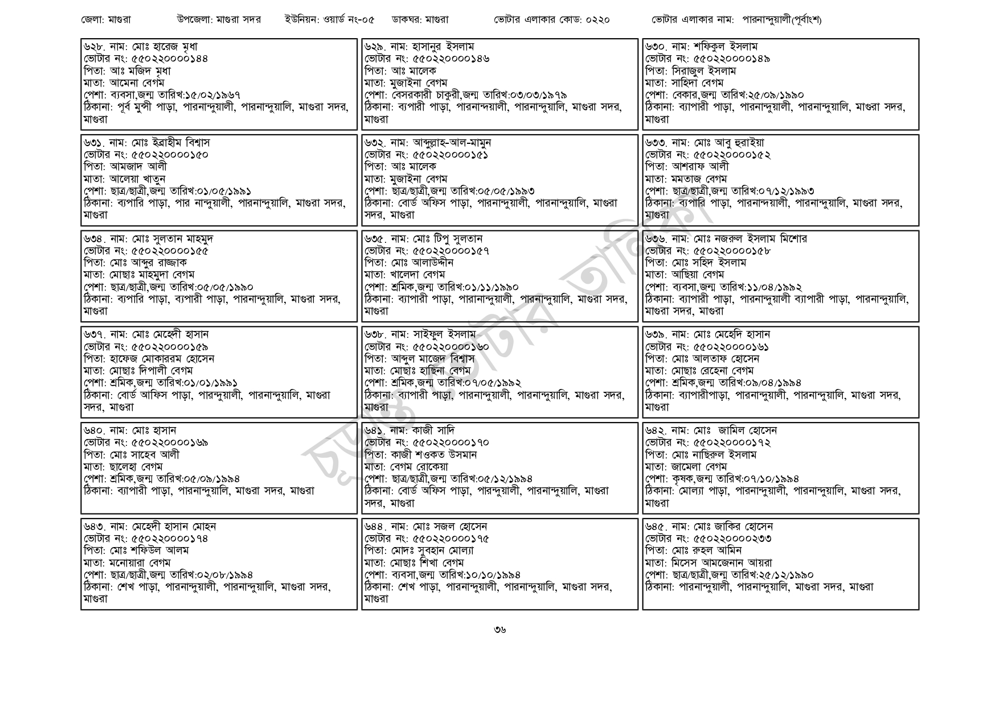 জেলা: মাগুরা উপজেলা: মাগুরা সদর ইউনিয়ন: ওয়ার্ড নং-০৫ ডাকঘর: মাগুরা ভোটার এলাকার কোড: ০২২০ ভোটার এলাকার নাম: পারনান্দুয়ালী(পূর্বাংশ)
৬২৮. নাম: মোঃ হারেজ মৃধা
ভোটার নং: ৫৫০২২০০০০১৪৪
পিতা: আঃ মজিদ মৃধা
মাতা: আমেনা বেগম
পেশা: ব্যবসা,জন্ম তারিখ:১৫/০২/১৯৬৭
ঠিকানা: পূর্ব মুন্সী পাড়া, পারনান্দুয়ালী, পারনান্দুয়ালি, মাগুরা সদর,
মাগুরা
৬২৯. নাম: হাসানুর ইসলাম
ভোটার নং: ৫৫০২২০০০০১৪৬
পিতা: আঃ মালেক
মাতা: মুজাইনা বেগম
পেশা: বেসরকারী চাকুরী,জন্ম তারিখ:০৩/০৩/১৯৭৯
ঠিকানা: ব্যপারী পাড়া, পারনান্দয়ালী, পারনান্দুয়ালি, মাগুরা সদর,
মাগুরা
৬৩০. নাম: শফিকুল ইসলাম
ভোটার নং: ৫৫০২২০০০০১৪৯
পিতা: সিরাজুল ইসলাম
মাতা: সাহিদা বেগম
পেশা: বেকার,জন্ম তারিখ:২৫/০৯/১৯৯০
ঠিকানা: ব্যাপারী পাড়া, পারনান্দুয়ালী, পারনান্দুয়ালি, মাগুরা সদর,
মাগুরা
৬৩১. নাম: মোঃ ইব্রাহীম বিশ্বাস
ভোটার নং: ৫৫০২২০০০০১৫০
পিতা: আমজাদ আলী
মাতা: আলেয়া খাতুন
পেশা: ছাত্র/ছাত্রী,জন্ম তারিখ:০১/০৫/১৯৯১
ঠিকানা: ব্যপারি পাড়া, পার নান্দুয়ালী, পারনান্দুয়ালি, মাগুরা সদর,
মাগুরা
৬৩২. নাম: আব্দুল্লাহ-আল-মামুন
ভোটার নং: ৫৫০২২০০০০১৫১
পিতা: আঃ মালেক
মাতা: মুজাইনা বেগম
পেশা: ছাত্র/ছাত্রী,জন্ম তারিখ:০৫/০৫/১৯৯৩
ঠিকানা: বোর্ড অফিস পাড়া, পারনান্দুয়ালী, পারনান্দুয়ালি, মাগুরা
সদর, মাগুরা
৬৩৩. নাম: মোঃ আবু হুরাইয়া
ভোটার নং: ৫৫০২২০০০০১৫২
পিতা: আশরাফ আলী
মাতা: মমতাজ বেগম
পেশা: ছাত্র/ছাত্রী,জন্ম তারিখ:০৭/১২/১৯৯৩
ঠিকানা: ব্যপারি পাড়া, পারনান্দয়ালী, পারনান্দুয়ালি, মাগুরা সদর,
মাগুরা
৬৩৪. নাম: মোঃ সুলতান মাহমুদ
ভোটার নং: ৫৫০২২০০০০১৫৫
পিতা: মোঃ আব্দুর রাজ্জাক
মাতা: মোছাঃ মাহমুদা বেগম
পেশা: ছাত্র/ছাত্রী,জন্ম তারিখ:০৫/০৫/১৯৯০
ঠিকানা: ব্যপারি পাড়া, ব্যপারী পাড়া, পারনান্দুয়ালি, মাগুরা সদর,
মাগুরা
৬৩৫. নাম: মোঃ টিপু সুলতান
ভোটার নং: ৫৫০২২০০০০১৫৭
পিতা: মোঃ আলাউদ্দীন
মাতা: খালেদা বেগম
পেশা: শ্রমিক,জন্ম তারিখ:০১/১১/১৯৯০
ঠিকানা: ব্যাপারী পাড়া, পারানান্দুয়ালী, পারনান্দুয়ালি, মাগুরা সদর,
মাগুরা
৬৩৬. নাম: মোঃ নজরুল ইসলাম মিশোর
ভোটার নং: ৫৫০২২০০০০১৫৮
পিতা: মোঃ সহিদ ইসলাম
মাতা: আছিয়া বেগম
পেশা: ব্যবসা,জন্ম তারিখ:১১/০৪/১৯৯২
ঠিকানা: ব্যাপারী পাড়া, পারনান্দুয়ালী ব্যাপারী পাড়া, পারনান্দুয়ালি,
মাগুরা সদর, মাগুরা
৬৩৭. নাম: মোঃ মেহেদী হাসান
ভোটার নং: ৫৫০২২০০০০১৫৯
পিতা: হাফেজ মোকাররম হোসেন
মাতা: মোছাঃ দিপালী বেগম
পেশা: শ্রমিক,জন্ম তারিখ:০১/০১/১৯৯১
ঠিকানা: বোর্ড আফিস পাড়া, পারন্দুয়ালী, পারনান্দুয়ালি, মাগুরা
সদর, মাগুরা
৬৩৮. নাম: সাইফুল ইসলাম
ভোটার নং: ৫৫০২২০০০০১৬০
পিতা: আব্দুল মাজেদ বিশ্বাস
মাতা: মোছাঃ হাছিনা বেগম
পেশা: শ্রমিক,জন্ম তারিখ:০৭/০৫/১৯৯২
ঠিকানা: ব্যাপারী পাড়া, পারনান্দুয়ালী, পারনান্দুয়ালি, মাগুরা সদর,
মাগুরা
৬৩৯. নাম: মোঃ মেহেদি হাসান
ভোটার নং: ৫৫০২২০০০০১৬১
পিতা: মোঃ আলতাফ হোসেন
মাতা: মোছাঃ রেহেনা বেগম
পেশা: শ্রমিক,জন্ম তারিখ:০৯/০৪/১৯৯৪
ঠিকানা: ব্যাপারীপাড়া, পারনান্দুয়ালী, পারনান্দুয়ালি, মাগুরা সদর,
মাগুরা
৬৪০. নাম: মোঃ হাসান
ভোটার নং: ৫৫০২২০০০০১৬৯
পিতা: মোঃ সাহেব আলী
মাতা: ছালেহা বেগম
পেশা: শ্রমিক,জন্ম তারিখ:০৫/০৯/১৯৯৪
ঠিকানা: ব্যাপারী পাড়া, পারনান্দুয়ালি, মাগুরা সদর, মাগুরা
৬৪১. নাম: কাজী সাদি
ভোটার নং: ৫৫০২২০০০০১৭০
পিতা: কাজী শওকত উসমান
মাতা: বেগম রোকেয়া
পেশা: ছাত্র/ছাত্রী,জন্ম তারিখ:০৫/১২/১৯৯৪
ঠিকানা: বোর্ড অফিস পাড়া, পারন্দুয়ালী, পারনান্দুয়ালি, মাগুরা
সদর, মাগুরা
৬৪২. নাম: মোঃ জামিল হোসেন
ভোটার নং: ৫৫০২২০০০০১৭২
পিতা: মোঃ নাছিরুল ইসলাম
মাতা: জামেলা বেগম
পেশা: কৃষক,জন্ম তারিখ:০৭/১০/১৯৯৪
ঠিকানা: মোল্যা পাড়া, পারনান্দুয়ালী, পারনান্দুয়ালি, মাগুরা সদর,
মাগুরা
৬৪৩. নাম: মেহেদী হাসান মোহন
ভোটার নং: ৫৫০২২০০০০১৭৪
পিতা: মোঃ শফিউল আলম
মাতা: মনোয়ারা বেগম
পেশা: ছাত্র/ছাত্রী,জন্ম তারিখ:০২/০৮/১৯৯৪
ঠিকানা: শেখ পাড়া, পারনান্দুয়ালী, পারনান্দুয়ালি, মাগুরা সদর,
মাগুরা
৬৪৪. নাম: মোঃ সজল হোসেন
ভোটার নং: ৫৫০২২০০০০১৭৫
পিতা: মোদঃ সুবহান মোল্যা
মাতা: মোছাঃ শিখা বেগম
পেশা: ব্যবসা,জন্ম তারিখ:১০/১০/১৯৯৪
ঠিকানা: শেখ পাড়া, পারনান্দুয়ালী, পারনান্দুয়ালি, মাগুরা সদর,
মাগুরা
৬৪৫. নাম: মোঃ জাকির হোসেন
ভোটার নং: ৫৫০২২০০০০২৩৩
পিতা: মোঃ রুহল আমিন
মাতা: মিসেস আমজেনান আয়রা
পেশা: ছাত্র/ছাত্রী,জন্ম তারিখ:২৫/১২/১৯৯০
ঠিকানা: পারনান্দুয়ালী, পারনান্দুয়ালি, মাগুরা সদর, মাগুরা
চূড়ান্ত ভোটার তালিকা
৩৬